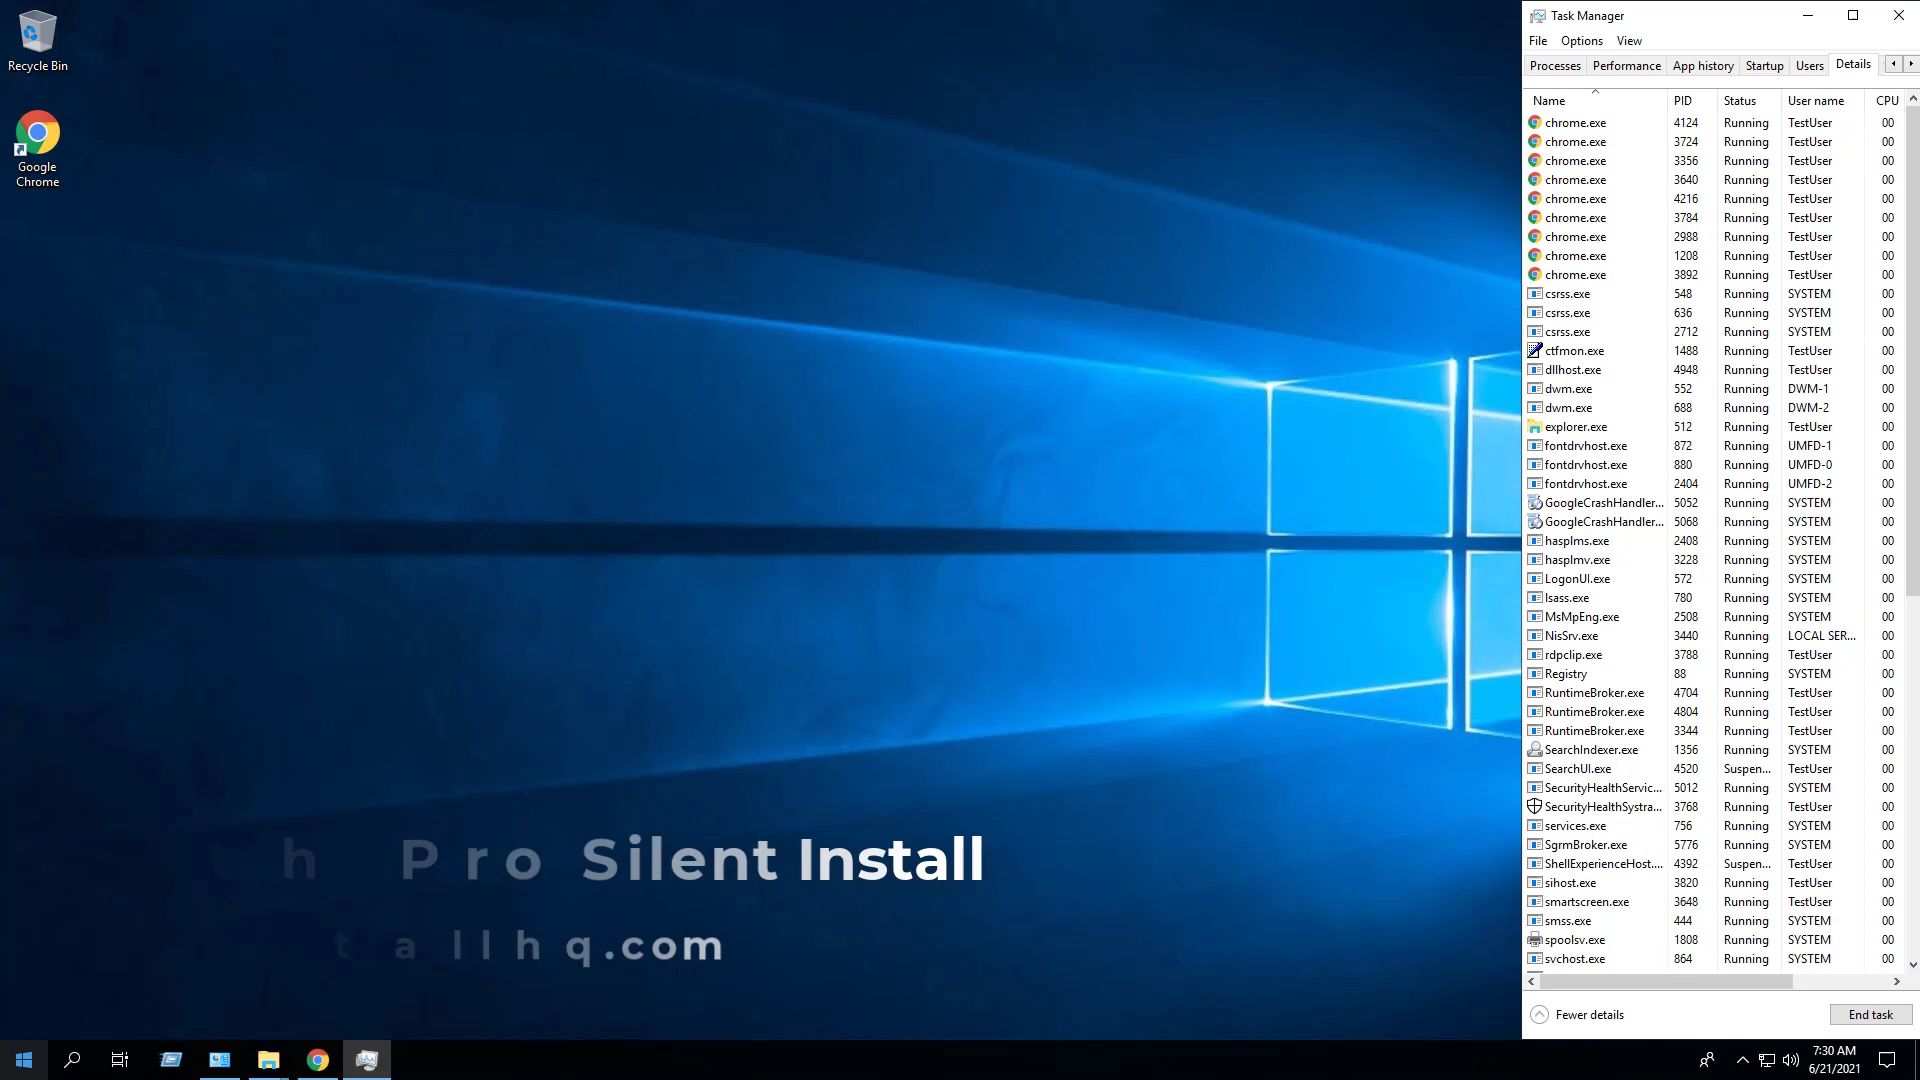 Recycle Bin
Google
Chrome
Task Manager
File Options View
Processes Performance App history Startup Users Details
Name PID Status User name CPU
chrome.exe 4124 Running TestUser 00
chrome.exe 3724 Running TestUser 00
chrome.exe 3356 Running TestUser 00
chrome.exe 3640 Running TestUser 00
chrome.exe 4216 Running TestUser 00
chrome.exe 3784 Running TestUser 00
chrome.exe 2988 Running TestUser 00
chrome.exe 1208 Running TestUser 00
chrome.exe 3892 Running TestUser 00
csrss.exe 548 Running SYSTEM 00
csrss.exe 636 Running SYSTEM 00
csrss.exe 2712 Running SYSTEM 00
ctfmon.exe 1488 Running TestUser 00
dllhost.exe 4948 Running TestUser 00
dwm.exe 552 Running DWM-1 00
dwm.exe 688 Running DWM-2 00
explorer.exe 512 Running TestUser 00
fontdrvhost.exe 872 Running UMFD-1 00
fontdrvhost.exe 880 Running UMFD-0 00
fontdrvhost.exe 2404 Running UMFD-2 00
GoogleCrashHandler... 5052 Running SYSTEM 00
GoogleCrashHandler... 5068 Running SYSTEM 00
hasplms.exe 2408 Running SYSTEM 00
hasplmv.exe 3228 Running SYSTEM 00
LogonUI.exe 572 Running SYSTEM 00
lsass.exe 780 Running SYSTEM 00
MsMpEng.exe 2508 Running SYSTEM 00
NisSrv.exe 3440 Running LOCAL SER... 00
rdpclip.exe 3788 Running TestUser 00
Registry 88 Running SYSTEM 00
RuntimeBroker.exe 4704 Running TestUser 00
RuntimeBroker.exe 4804 Running TestUser 00
RuntimeBroker.exe 3344 Running TestUser 00
SearchIndexer.exe 1356 Running SYSTEM 00
SearchUI.exe 4520 Suspen... TestUser 00
SecurityHealthServic... 5012 Running SYSTEM 00
SecurityHealthSystra... 3768 Running TestUser 00
services.exe 756 Running SYSTEM 00
SgrmBroker.exe 5776 Running SYSTEM 00
ShellExperienceHost.... 4392 Suspen... TestUser 00
sihost.exe 3820 Running TestUser 00
smartscreen.exe 3648 Running TestUser 00
smss.exe 444 Running SYSTEM 00
spoolsv.exe 1808 Running SYSTEM 00
svchost.exe 864 Running SYSTEM 00
Fewer details End task
t h Pro Silent Install
t a l l h q . com
7:30 AM
6/21/2021